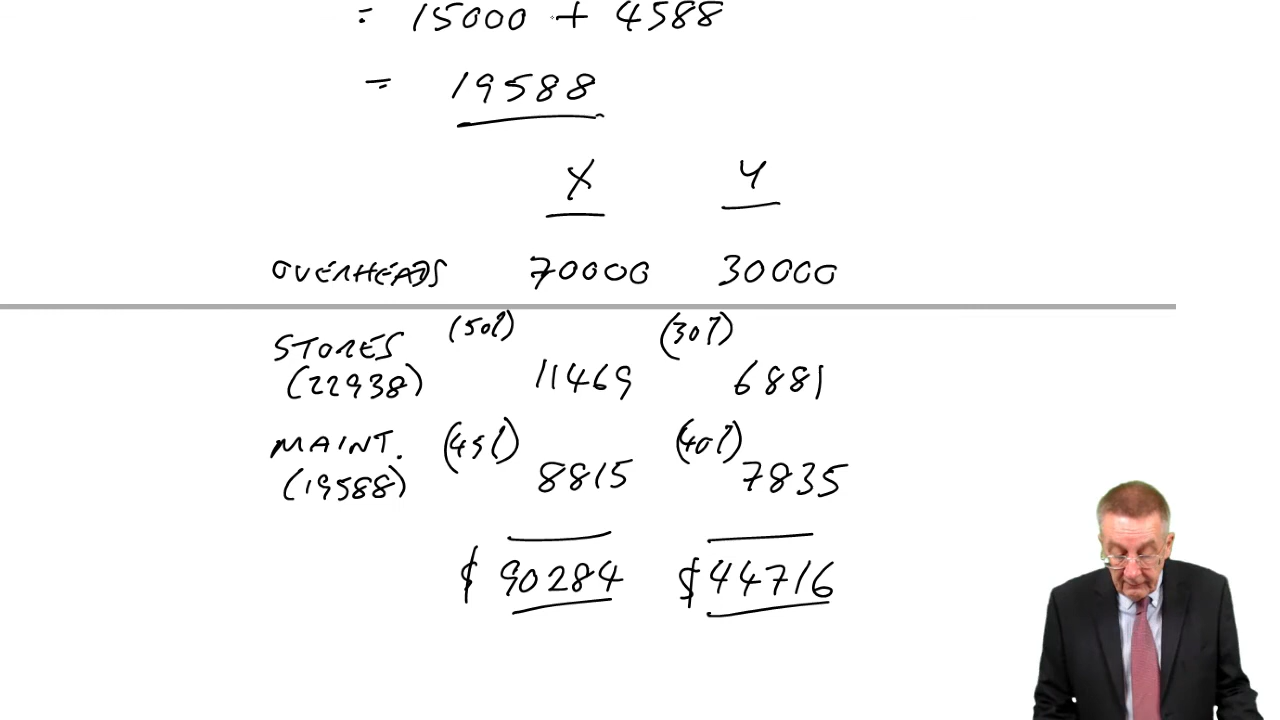 = 15000 + 4588
= 19588
X Y
OVERHEADS 70000 30000
STORES (50%) (30%)
(22938) 11469 6881
MAINT. (45%) (40%)
(19588) 8815 7835
$ 90284 $44716